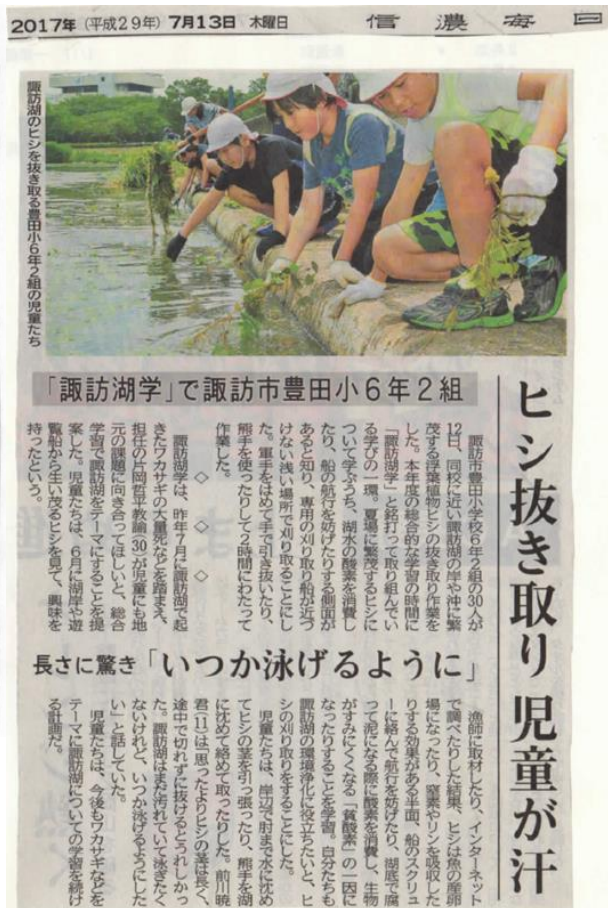 2017年 (平成29年) 7月13日 木曜日
信濃毎日
諏訪湖のヒシを抜き取る豊田小6年2組の児童たち
ヒシ抜き取り 児童が汗
「諏訪湖学」で諏訪市豊田小6年2組
諏訪市豊田小学校6年2組の30人が
12日、同校に近い諏訪湖の岸や沖に繁
茂する浮葉植物ヒシの抜き取り作業を
した。本年度の総合的な学習の時間に
「諏訪湖学」と銘打って取り組んでい
る学びの一環。夏場に繁茂するヒシに
ついて学ぶうち、湖水の酸素を消費し
たり、船の航行を妨げたりする側面が
あると知り、専用の刈り取り船が近づ
けない浅い場所で刈り取ることにし
た。軍手をはめて手で引き抜いたり、
熊手を使ったりして2時間にわたって
作業した。
◇ ◇ ◇
諏訪湖学は、昨年7月に諏訪湖で起
きたワカサギの大量死などを踏まえ、
担任の片岡哲平教諭(30)が児童にも地
元の課題に向き合ってほしいと、総合
学習で諏訪湖をテーマにすることを提
案した。児童たちは、6月に湖岸や遊
覧船から生い茂るヒシを見て、興味を
持ったという。
長さに驚き「いつか泳げるように」
漁師に取材したり、インターネット
で調べたりした結果、ヒシは魚の産卵
場になったり、窒素やリンを吸収した
りする効果がある半面、船のスクリュ
ーに絡んで航行を妨げたり、湖底で腐
って泥になる際に酸素を消費し、生物
がすみにくくなる「貧酸素」の一因に
なったりすることを学習。自分たちも
諏訪湖の環境浄化に役立ちたいと、ヒ
シの刈り取りをすることにした。
児童たちは、岸辺で肘まで水に沈め
てヒシの茎を引っ張ったり、熊手を湖
に沈めて絡めて取ったりした。前川暁
君(11)は「思ったよりヒシの茎は長く、
途中で切れずに抜けるとうれしかっ
た。諏訪湖はまだ汚れていて泳ぎたく
ないけれど、いつか泳げるようにした
い」と話していた。
児童たちは、今後もワカサギなどを
テーマに諏訪湖についての学習を続け
る計画だ。